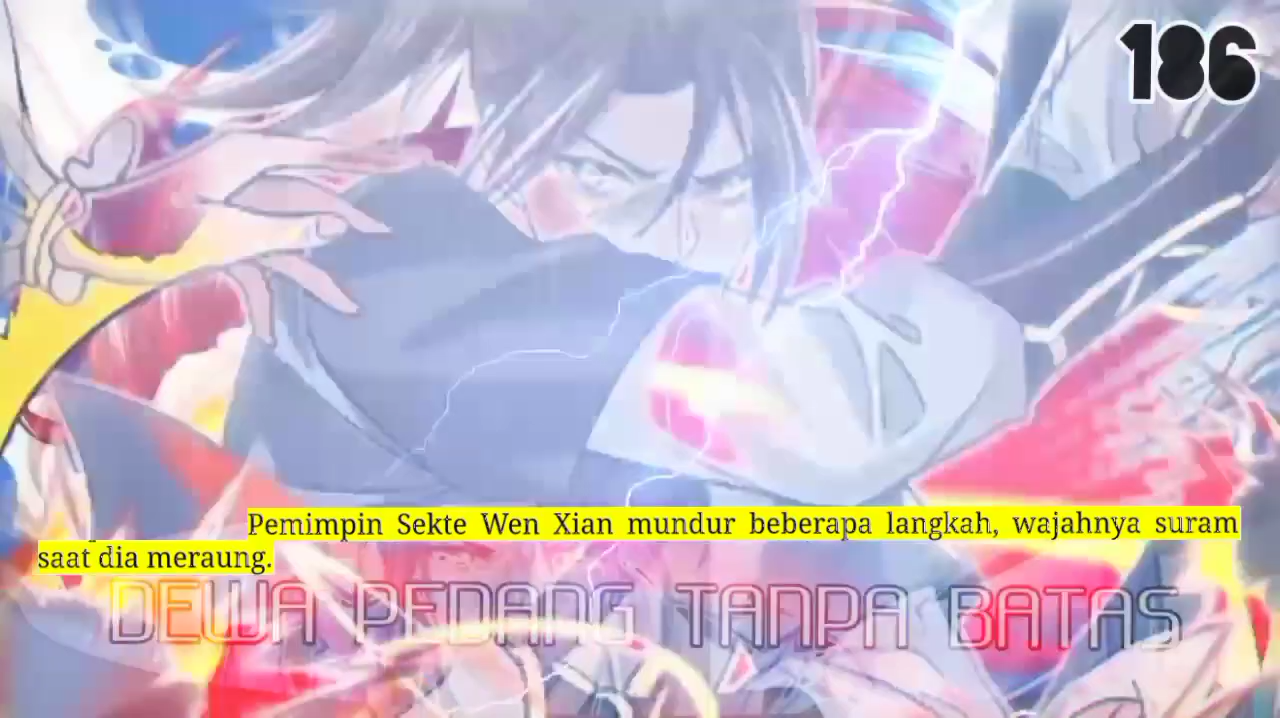 186
Pemimpin Sekte Wen Xian mundur beberapa langkah, wajahnya suram
saat dia meraung.
DEWA PEDANG TANPA BATAS